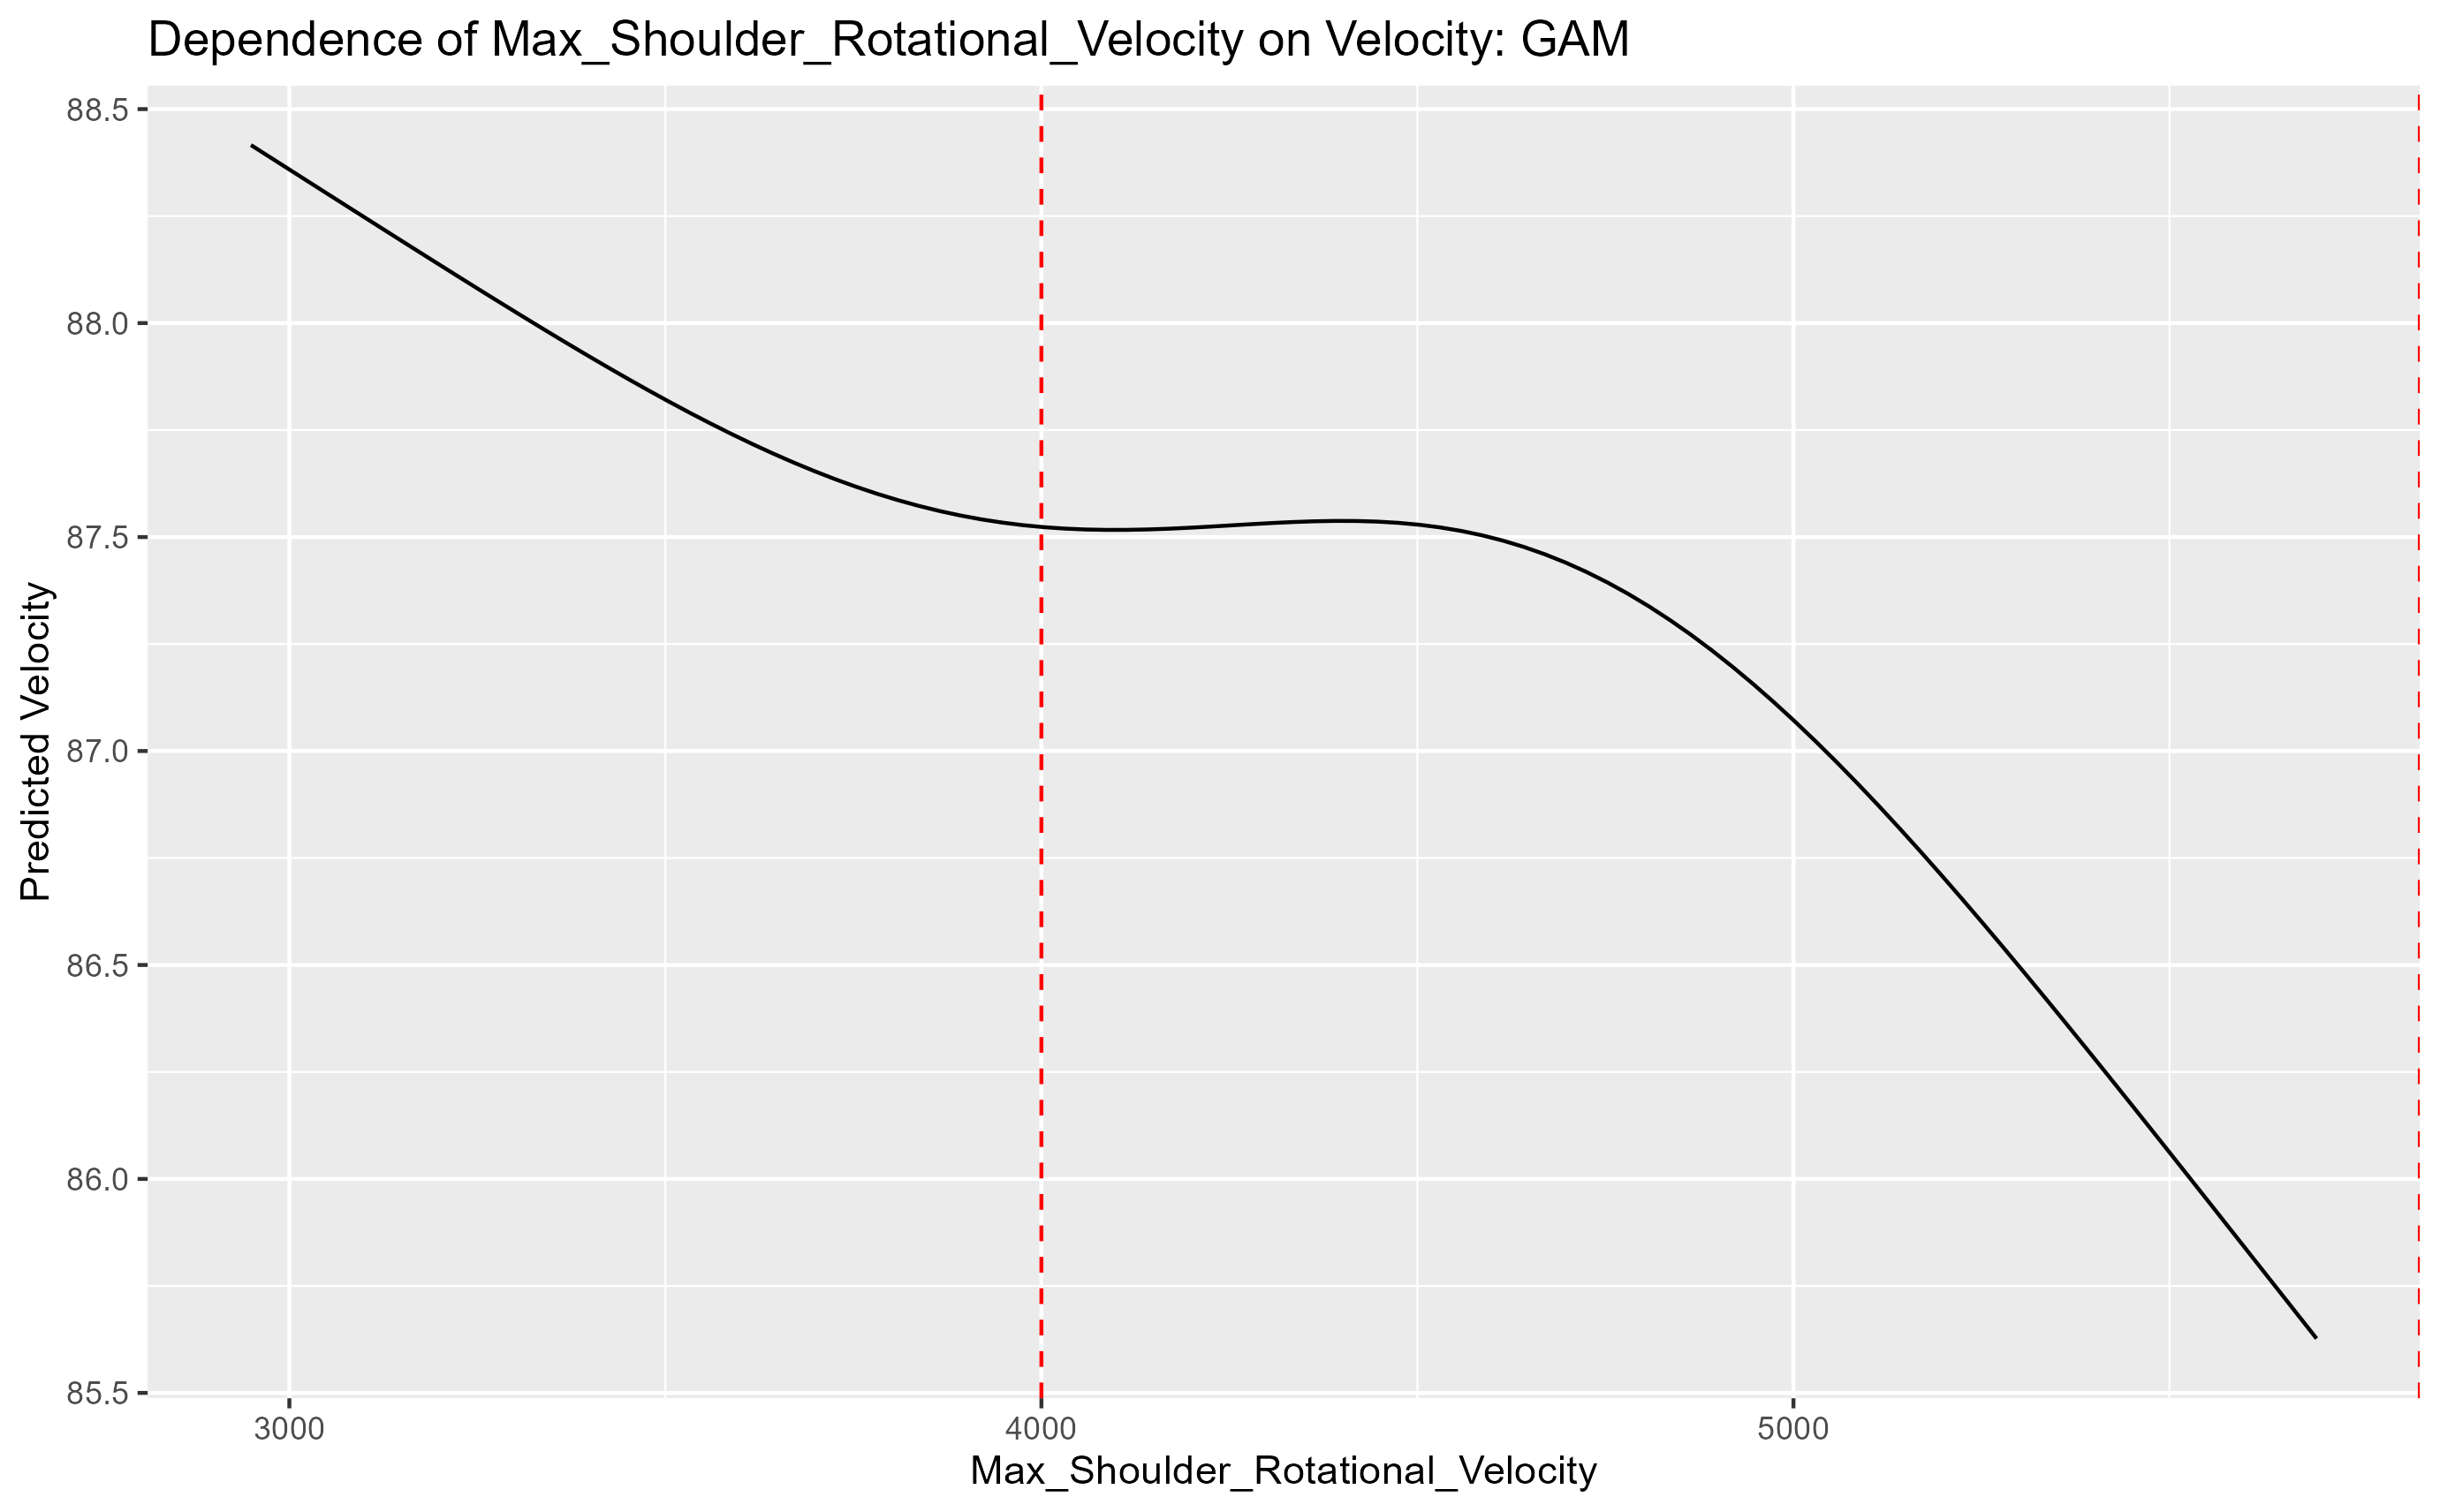 Dependence of Max_Shoulder_Rotational_Velocity on Velocity: GAM
88.5
88.0
87.5
87.0
86.5
86.0
85.5
Predicted Velocity
3000 4000 5000
Max_Shoulder_Rotational_Velocity